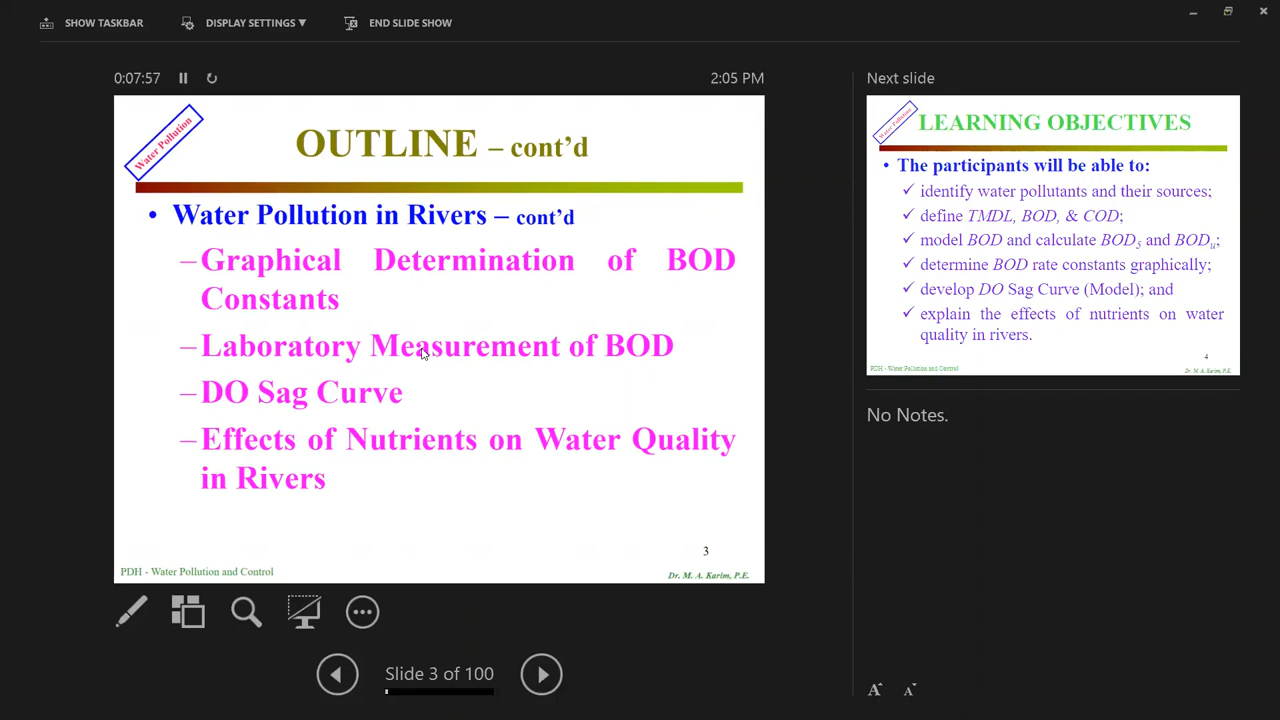 SHOW TASKBAR
DISPLAY SETTINGS ▼
END SLIDE SHOW
0:07:57
2:05 PM
Water Pollution
OUTLINE – cont’d
• Water Pollution in Rivers – cont’d
–Graphical Determination of BOD
Constants
–Laboratory Measurement of BOD
–DO Sag Curve
–Effects of Nutrients on Water Quality
in Rivers
3
PDH - Water Pollution and Control
Dr. M. A. Karim, P.E.
Slide 3 of 100
Next slide
Water Pollution
LEARNING OBJECTIVES
• The participants will be able to:
✓ identify water pollutants and their sources;
✓ define TMDL, BOD, & COD;
✓ model BOD and calculate BOD5 and BODu;
✓ determine BOD rate constants graphically;
✓ develop DO Sag Curve (Model); and
✓ explain the effects of nutrients on water
quality in rivers.
4
PDH - Water Pollution and Control
Dr. M. A. Karim, P.E.
No Notes.
A A